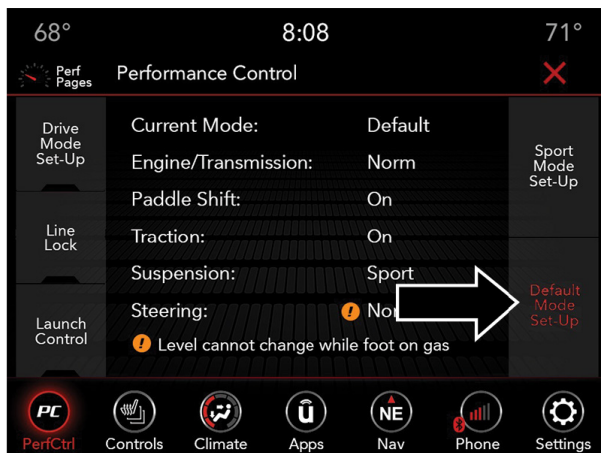 68°
8:08
71°
Perf
Pages
Performance Control
Drive
Mode
Set-Up
Line
Lock
Launch
Control
Current Mode: Default
Engine/Transmission: Norm
Paddle Shift: On
Traction: On
Suspension: Sport
Steering:
! Level cannot change while foot on gas
Sport
Mode
Set-Up
Default
Mode
Set-Up
PC
PerfCtrl
Controls
Climate
û
Apps
NE
Nav
Phone
Settings